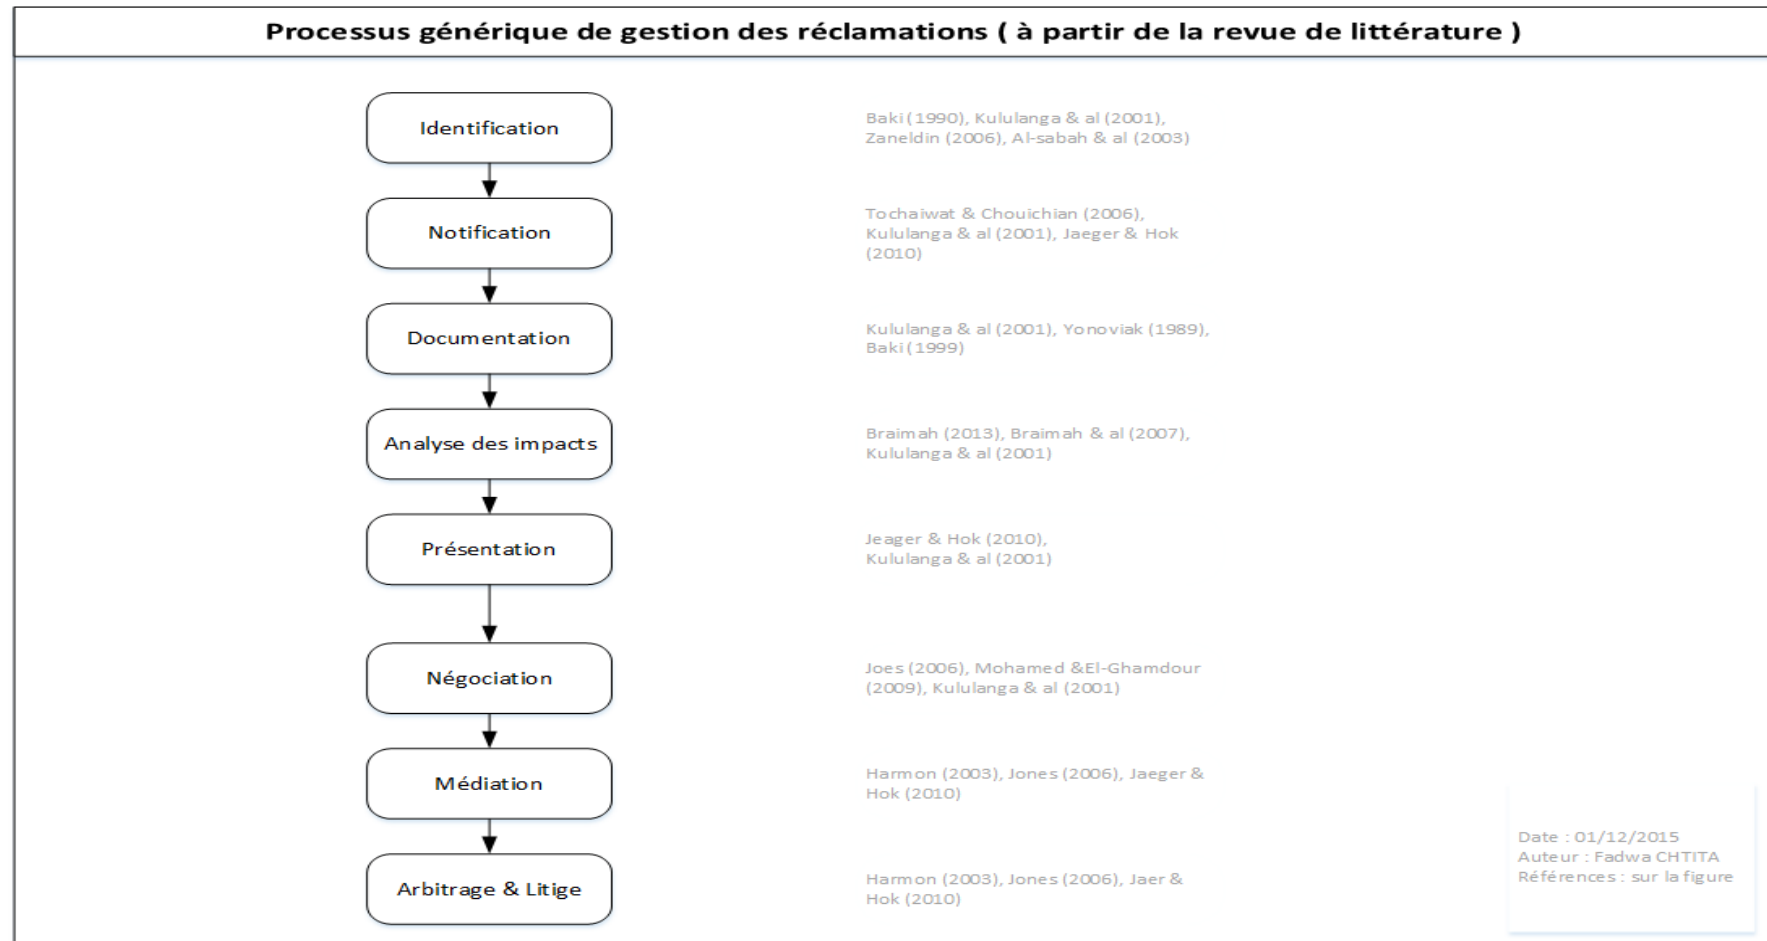 Processus générique de gestion des réclamations ( à partir de la revue de littérature )
Identification
Baki (1990), Kululanga & al (2001),
Zaneldin (2006), Al-sabah & al (2003)
Notification
Tochaiwat & Chouichian (2006),
Kululanga & al (2001), Jaeger & Hok
(2010)
Documentation
Kululanga & al (2001), Yonoviak (1989),
Baki (1999)
Analyse des impacts
Braimah (2013), Braimah & al (2007),
Kululanga & al (2001)
Présentation
Jeager & Hok (2010),
Kululanga & al (2001)
Négociation
Joes (2006), Mohamed &El-Ghamdour
(2009), Kululanga & al (2001)
Médiation
Harmon (2003), Jones (2006), Jaeger &
Hok (2010)
Arbitrage & Litige
Harmon (2003), Jones (2006), Jaer &
Hok (2010)
Date : 01/12/2015
Auteur : Fadwa CHTITA
Références : sur la figure